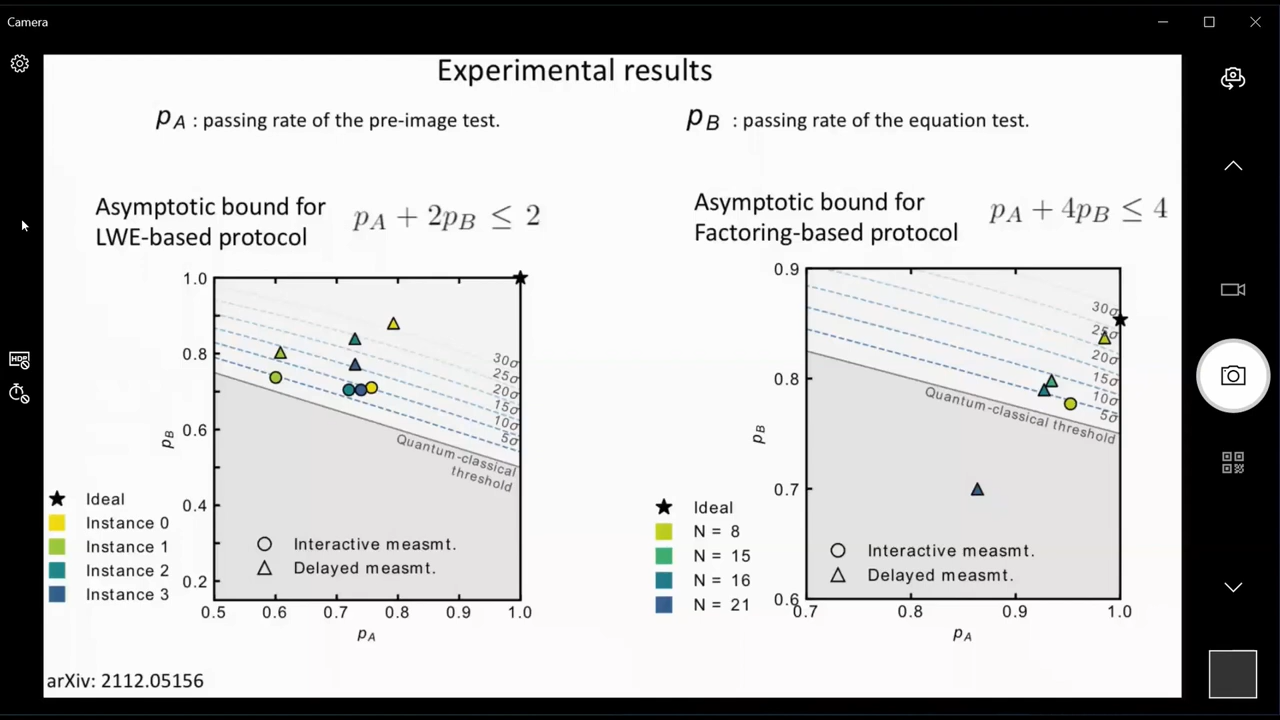 Camera
Experimental results
pA : passing rate of the pre-image test.
pB : passing rate of the equation test.
Asymptotic bound for
LWE-based protocol
pA + 2pB ≤ 2
1.0
0.8
0.6
0.4
0.2
pB
30σ
25σ
20σ
15σ
10σ
5σ
Quantum-classical
threshold
Ideal
Instance 0
Instance 1
Instance 2
Instance 3
Interactive measmt.
Delayed measmt.
0.5 0.6 0.7 0.8 0.9 1.0
pA
Asymptotic bound for
Factoring-based protocol
pA + 4pB ≤ 4
0.9
0.8
0.7
0.6
pB
30σ
25σ
20σ
15σ
10σ
5σ
Quantum-classical threshold
Ideal
N = 8
N = 15
N = 16
N = 21
Interactive measmt.
Delayed measmt.
0.7 0.8 0.9 1.0
pA
arXiv: 2112.05156
HDR